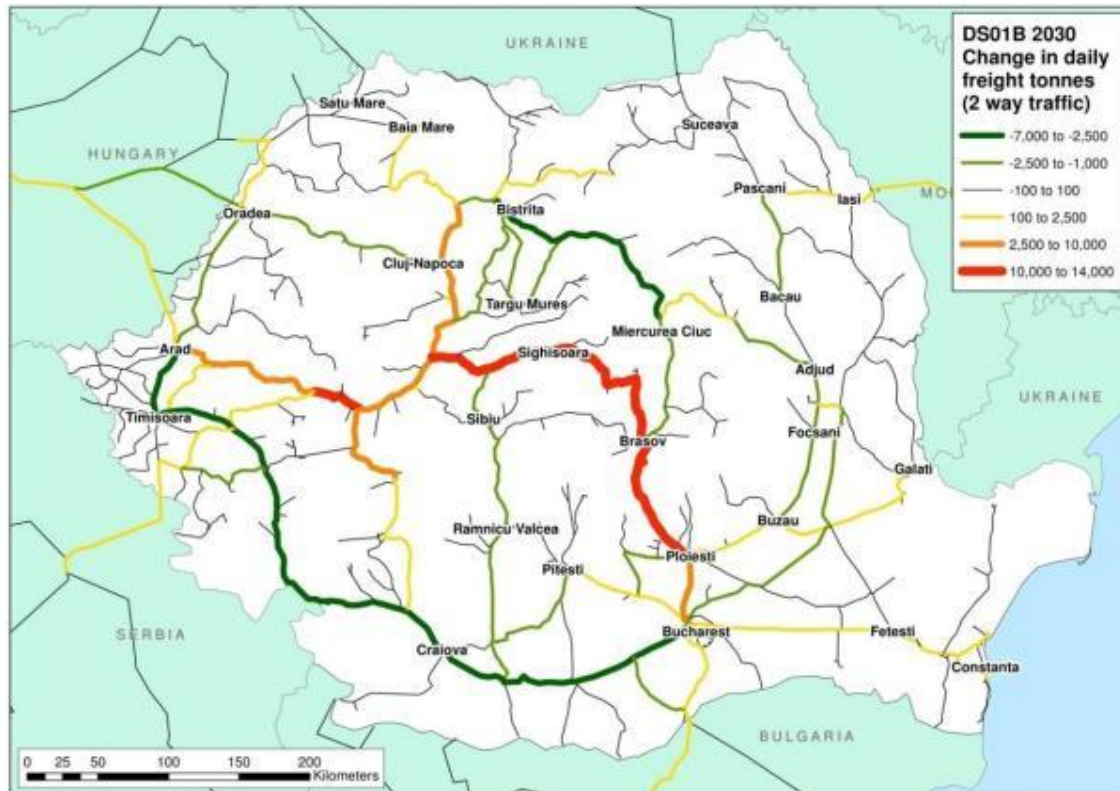 DS01B 2030
Change in daily
freight tonnes
(2 way traffic)
-7,000 to -2,500
-2,500 to -1,000
-100 to 100
100 to 2,500
2,500 to 10,000
10,000 to 14,000
UKRAINE
Satu Mare
Baia Mare
Suceava
HUNGARY
Pascani
Iasi
MO
Oradea
Bistrita
Cluj-Napoca
Targu Mures
Bacau
Miercurea Ciuc
Arad
Sighisoara
Adjud
UKRAINE
Timisoara
Sibiu
Brasov
Focsani
Galati
Ramnicu Valcea
Buzau
Pitesti
Ploiesti
SERBIA
Bucharest
Fetesti
Craiova
Constanta
BULGARIA
0 25 50 100 150 200
Kilometers